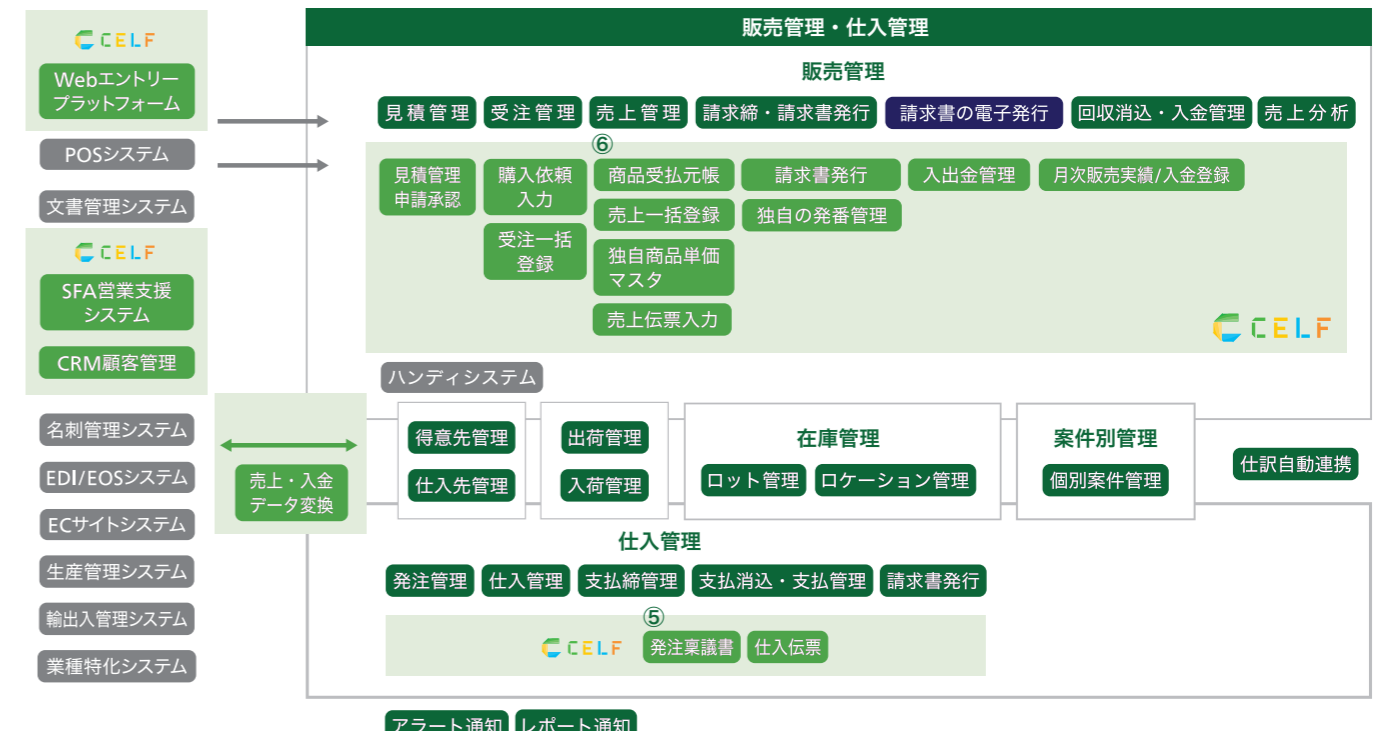 CELF
Webエントリー
プラットフォーム
POSシステム
文書管理システム
CELF
SFA営業支援
システム
CRM顧客管理
名刺管理システム
EDI/EOSシステム
ECサイトシステム
生産管理システム
輸出入管理システム
業種特化システム
売上・入金
データ変換
販売管理・仕入管理
販売管理
見積管理 受注管理 売上管理 請求締・請求書発行 請求書の電子発行 回収消込・入金管理 売上分析
⑥
見積管理
申請承認
購入依頼
入力
受注一括
登録
商品受払元帳
売上一括登録
独自商品単価
マスタ
売上伝票入力
請求書発行
独自の発番管理
入出金管理
月次販売実績/入金登録
CELF
ハンディシステム
得意先管理
仕入先管理
出荷管理
入荷管理
在庫管理
ロット管理 ロケーション管理
案件別管理
個別案件管理
仕訳自動連携
仕入管理
発注管理 仕入管理 支払締管理 支払消込・支払管理 請求書発行
⑤
CELF 発注稟議書 仕入伝票
アラート通知 レポート通知